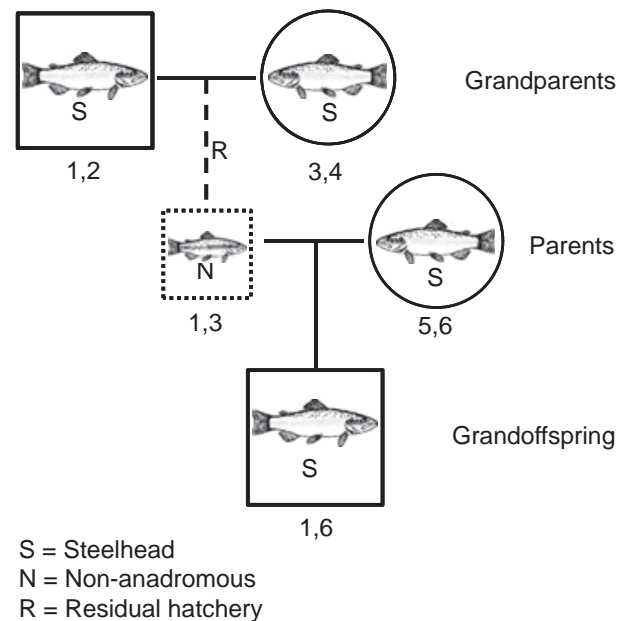 Grandparents
S
S
1,2
R
3,4
N
S
Parents
1,3
5,6
S
Grandoffspring
1,6
S = Steelhead
N = Non-anadromous
R = Residual hatchery